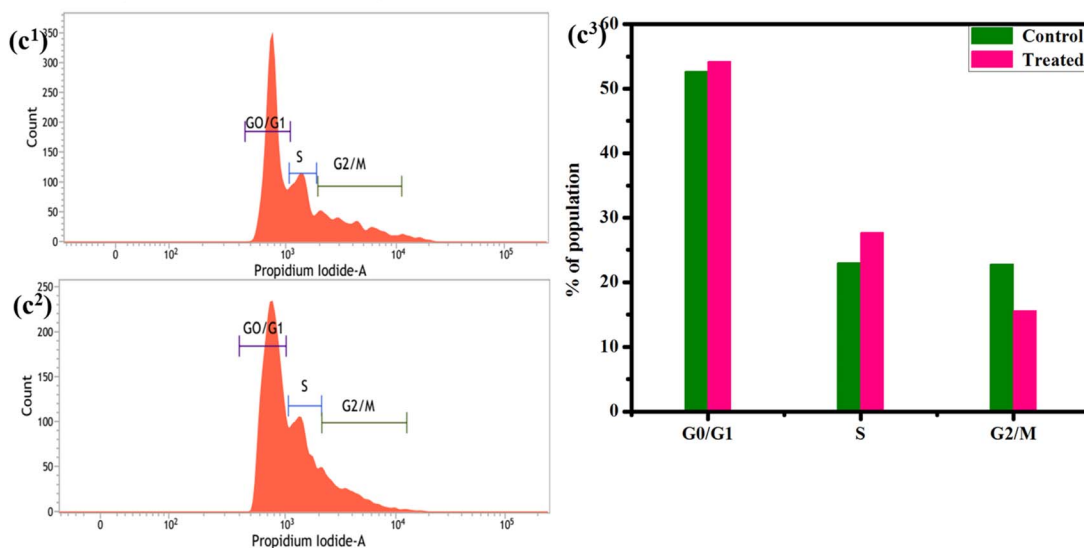 (c¹)
350
300
250
200
150
100
50
0
Count
GO/G1
S
G2/M
0
10²
10³
10⁴
10⁵
Propidium Iodide-A
(c²)
250
200
150
100
50
0
Count
GO/G1
S
G2/M
0
10²
10³
10⁴
10⁵
Propidium Iodide-A
(c³)
60
50
40
30
20
10
0
% of population
Control
Treated
G0/G1
S
G2/M